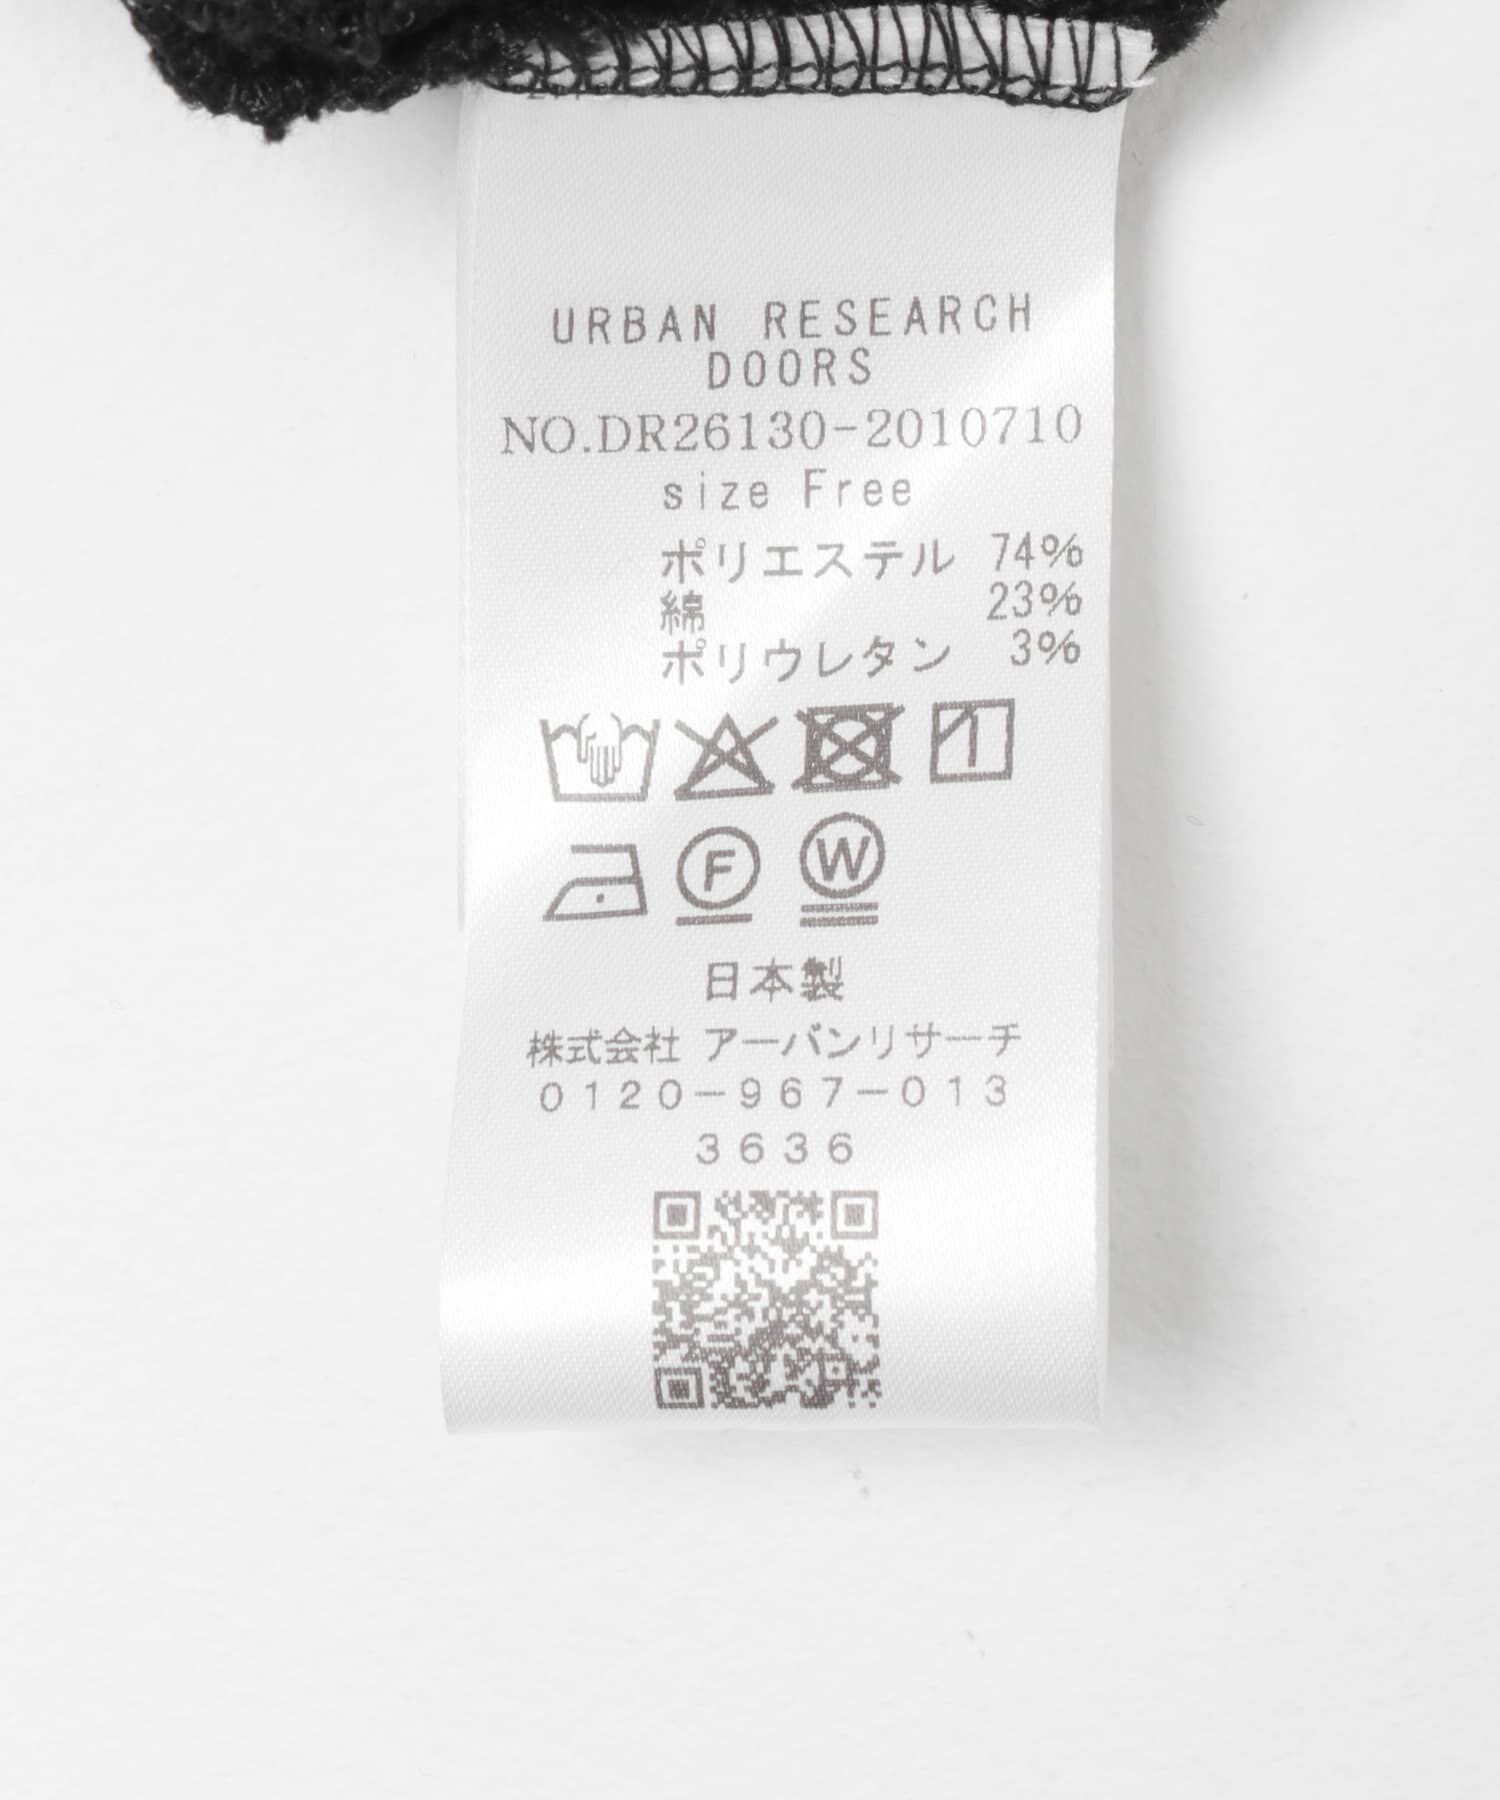 URBAN RESEARCH
DOORS
NO.DR26130-2010710
size Free
ポリエステル 74%
綿 23%
ポリウレタン 3%
F W
日本製
株式会社 アーバンリサーチ
0120-967-013
3636